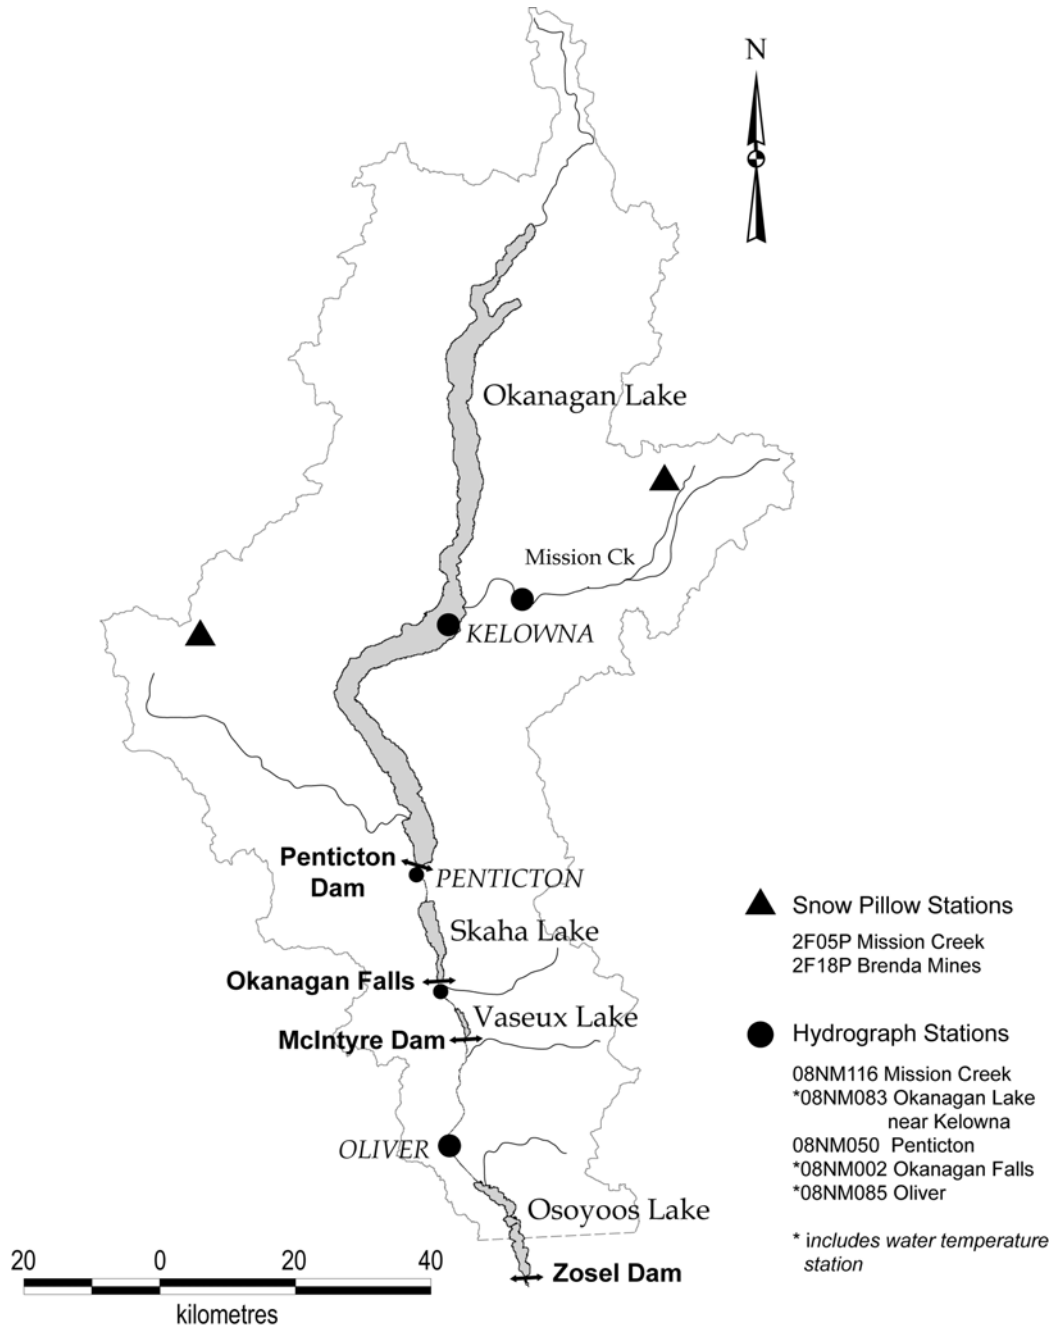 N
Okanagan Lake
Mission Ck
KELOWNA
Penticton
Dam
PENTICTON
Skaha Lake
Okanagan Falls
Vaseux Lake
McIntyre Dam
OLIVER
Osoyoos Lake
Zosel Dam
20 0 20 40
kilometres
Snow Pillow Stations
2F05P Mission Creek
2F18P Brenda Mines
Hydrograph Stations
08NM116 Mission Creek
*08NM083 Okanagan Lake
near Kelowna
08NM050 Penticton
*08NM002 Okanagan Falls
*08NM085 Oliver
* includes water temperature
station